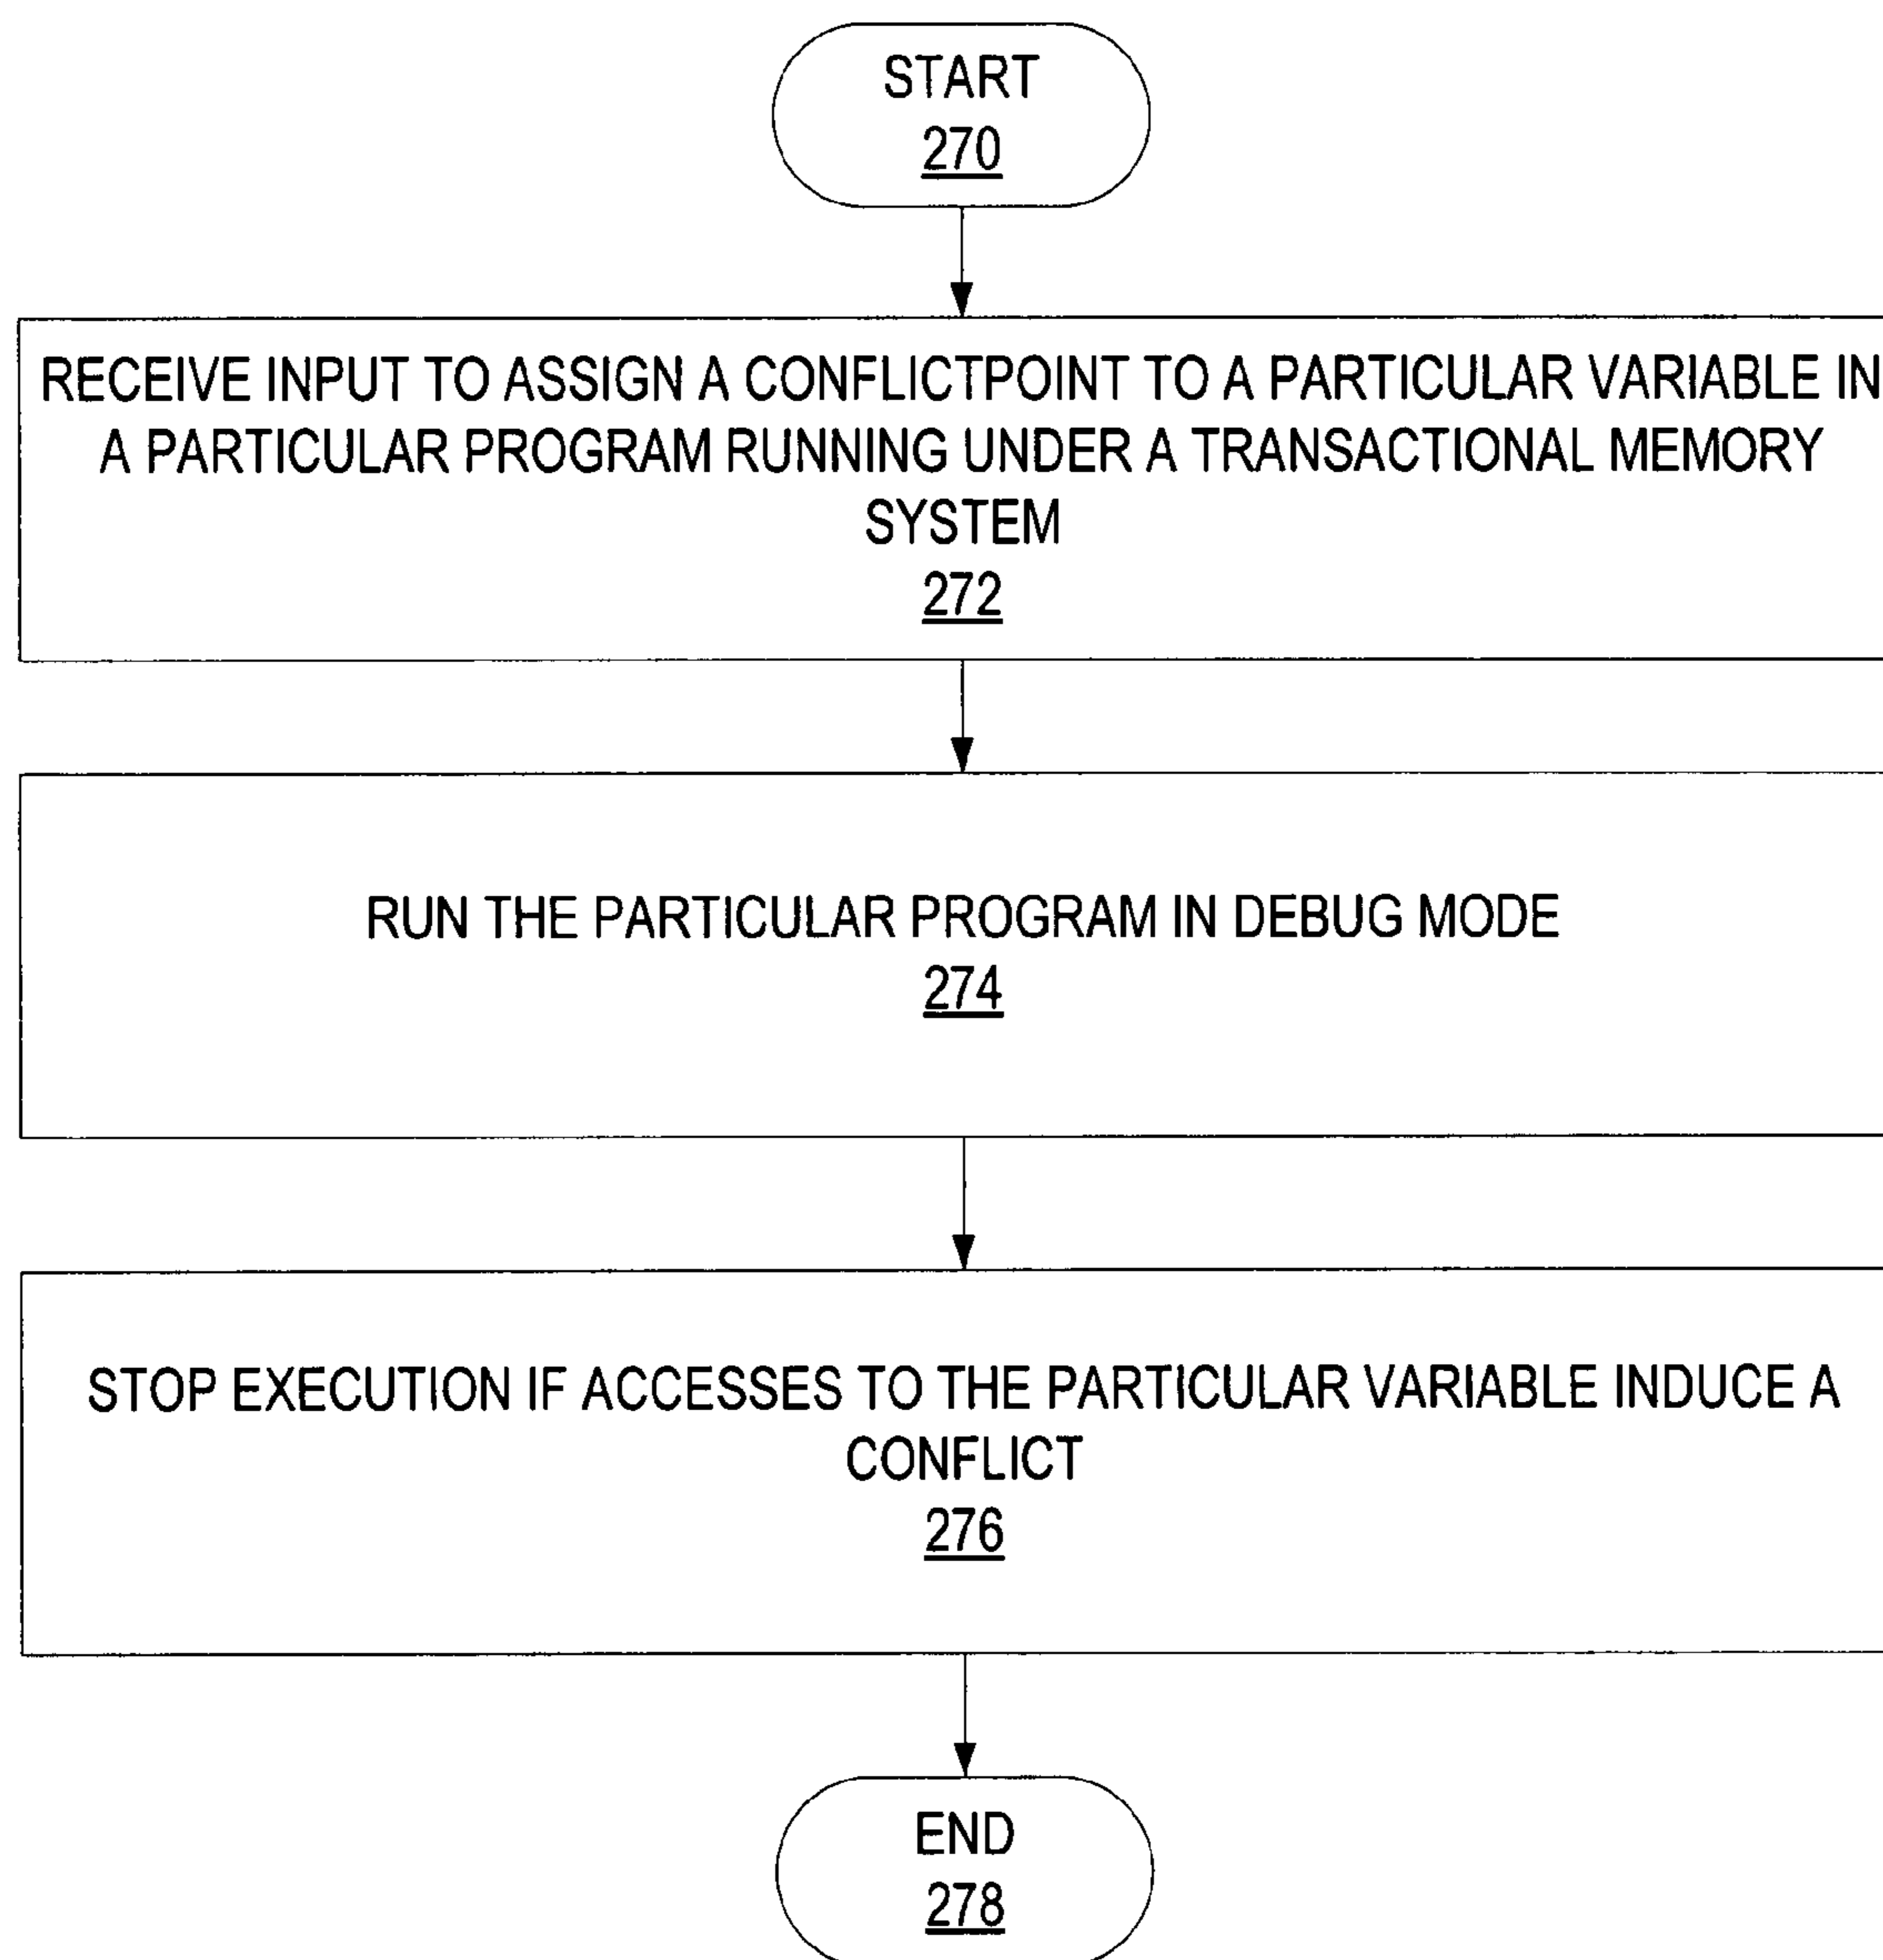 START
270
RECEIVE INPUT TO ASSIGN A CONFLICTPOINT TO A PARTICULAR VARIABLE IN
A PARTICULAR PROGRAM RUNNING UNDER A TRANSACTIONAL MEMORY
SYSTEM
272
RUN THE PARTICULAR PROGRAM IN DEBUG MODE
274
STOP EXECUTION IF ACCESSES TO THE PARTICULAR VARIABLE INDUCE A
CONFLICT
276
END
278